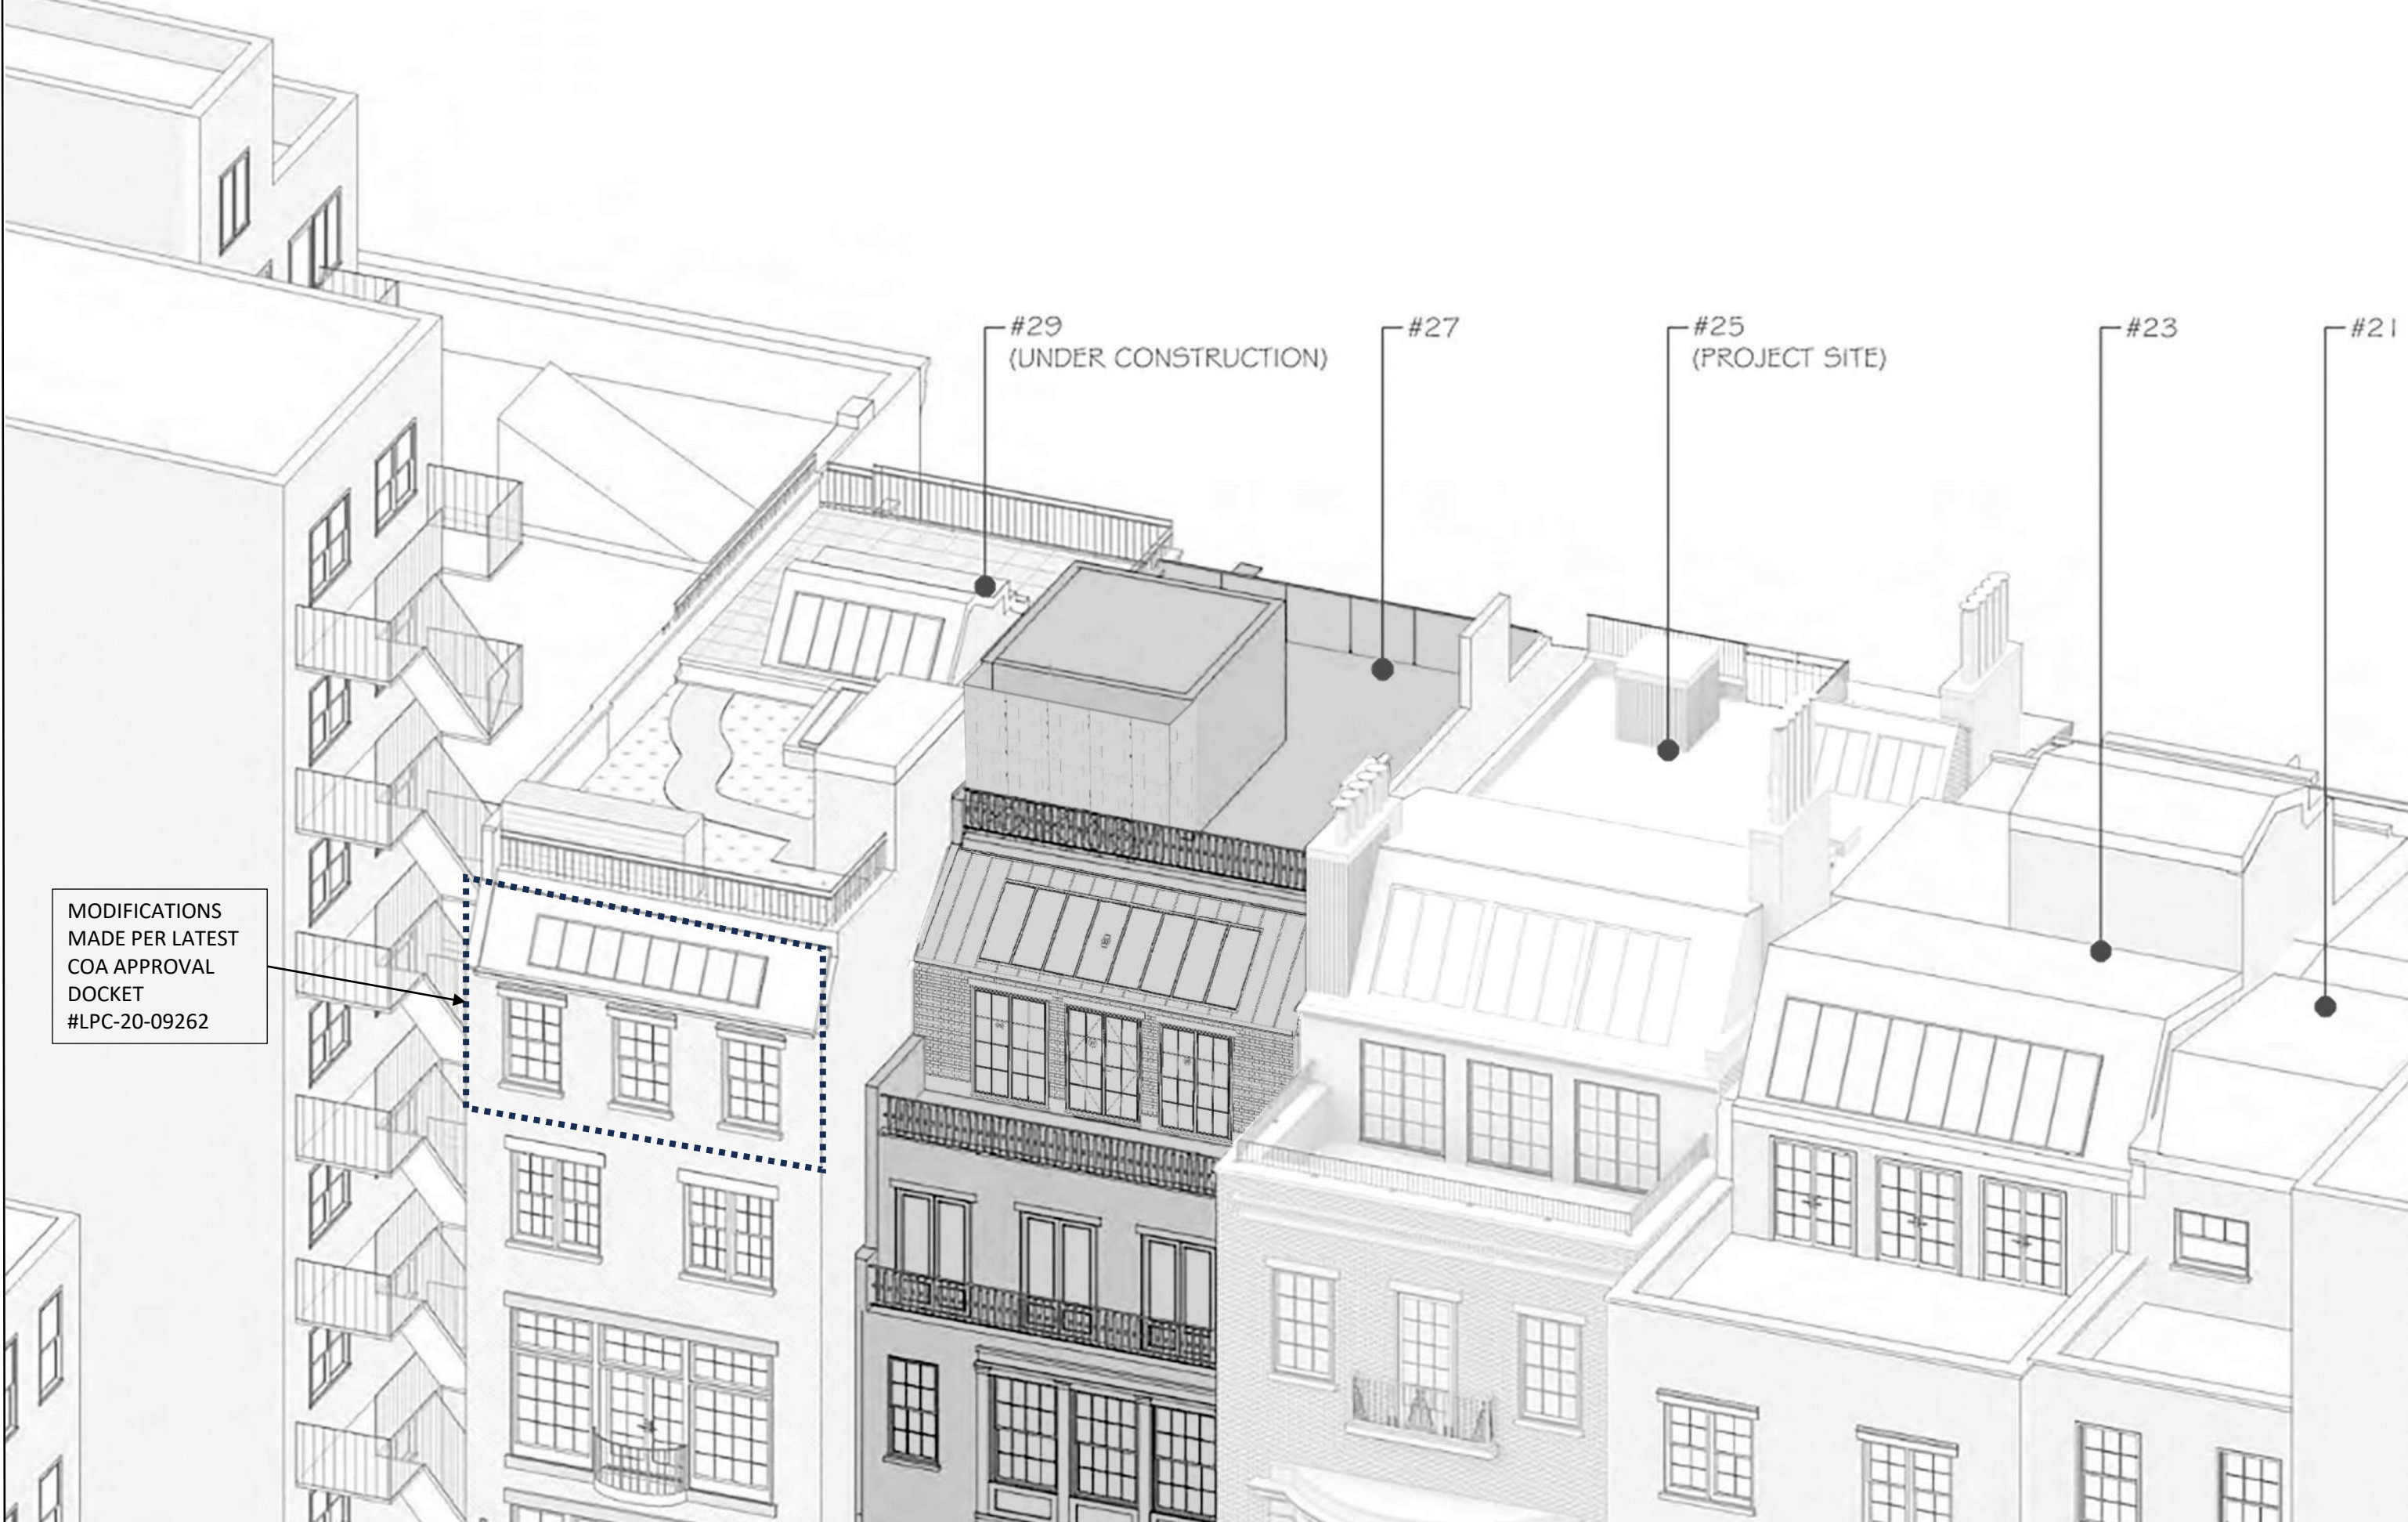 #29
(UNDER CONSTRUCTION)
#27
#25
(PROJECT SITE)
#23
#21
MODIFICATIONS
MADE PER LATEST
COA APPROVAL
DOCKET
#LPC-20-09262